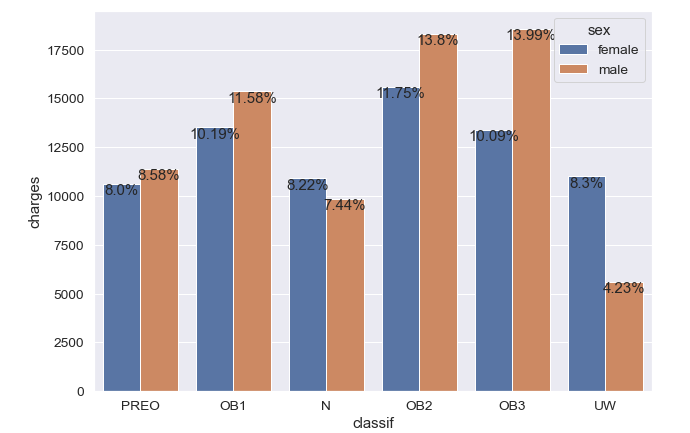 sex
female
male
charges
17500
15000
12500
10000
7500
5000
2500
0
8.0%
8.58%
10.19%
11.58%
8.22%
7.44%
11.75%
13.8%
10.09%
13.99%
8.3%
4.23%
PREO
OB1
N
OB2
OB3
UW
classif